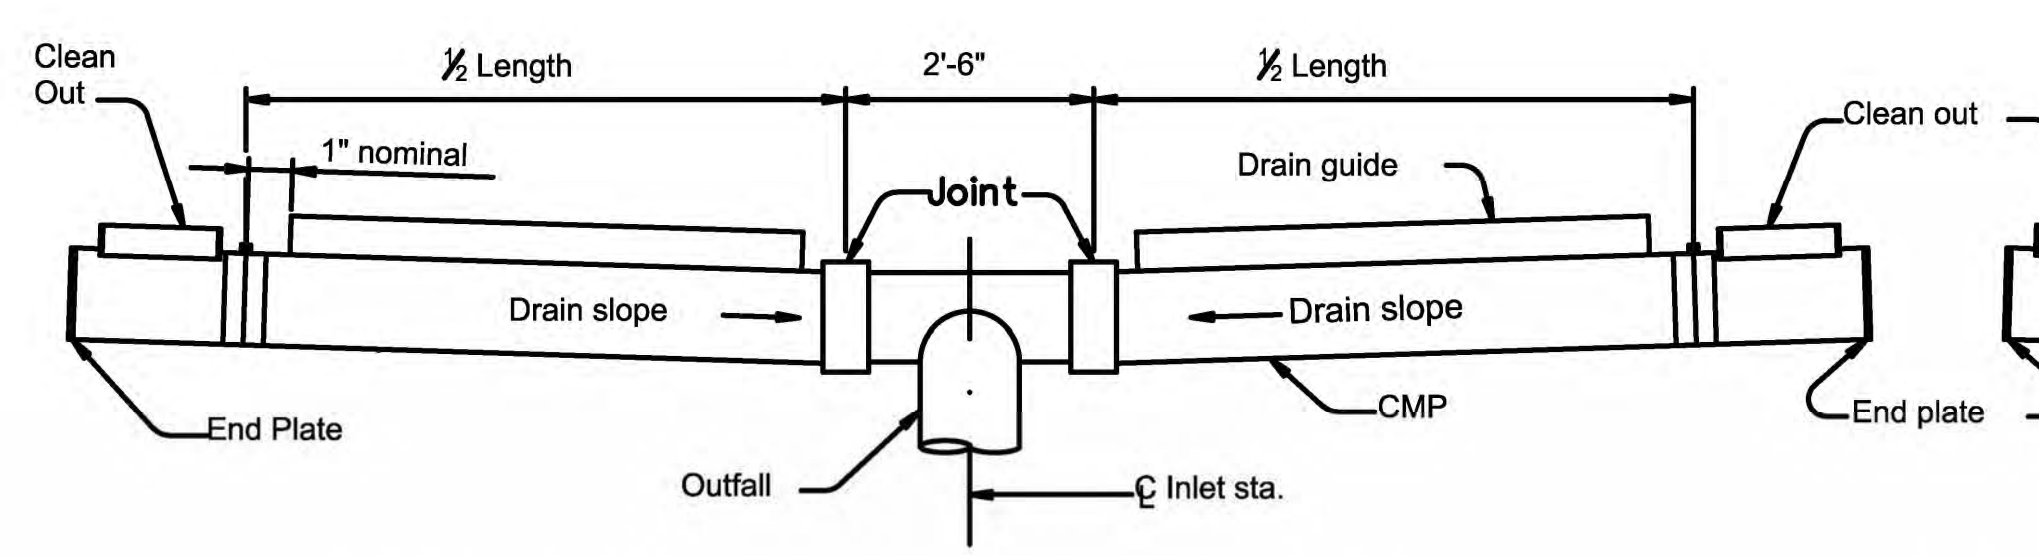 Clean
Out
½ Length
2'-6"
½ Length
Clean out
1" nominal
Drain guide
Joint
Drain slope
Drain slope
CMP
End plate
End Plate
Outfall
℄ Inlet sta.